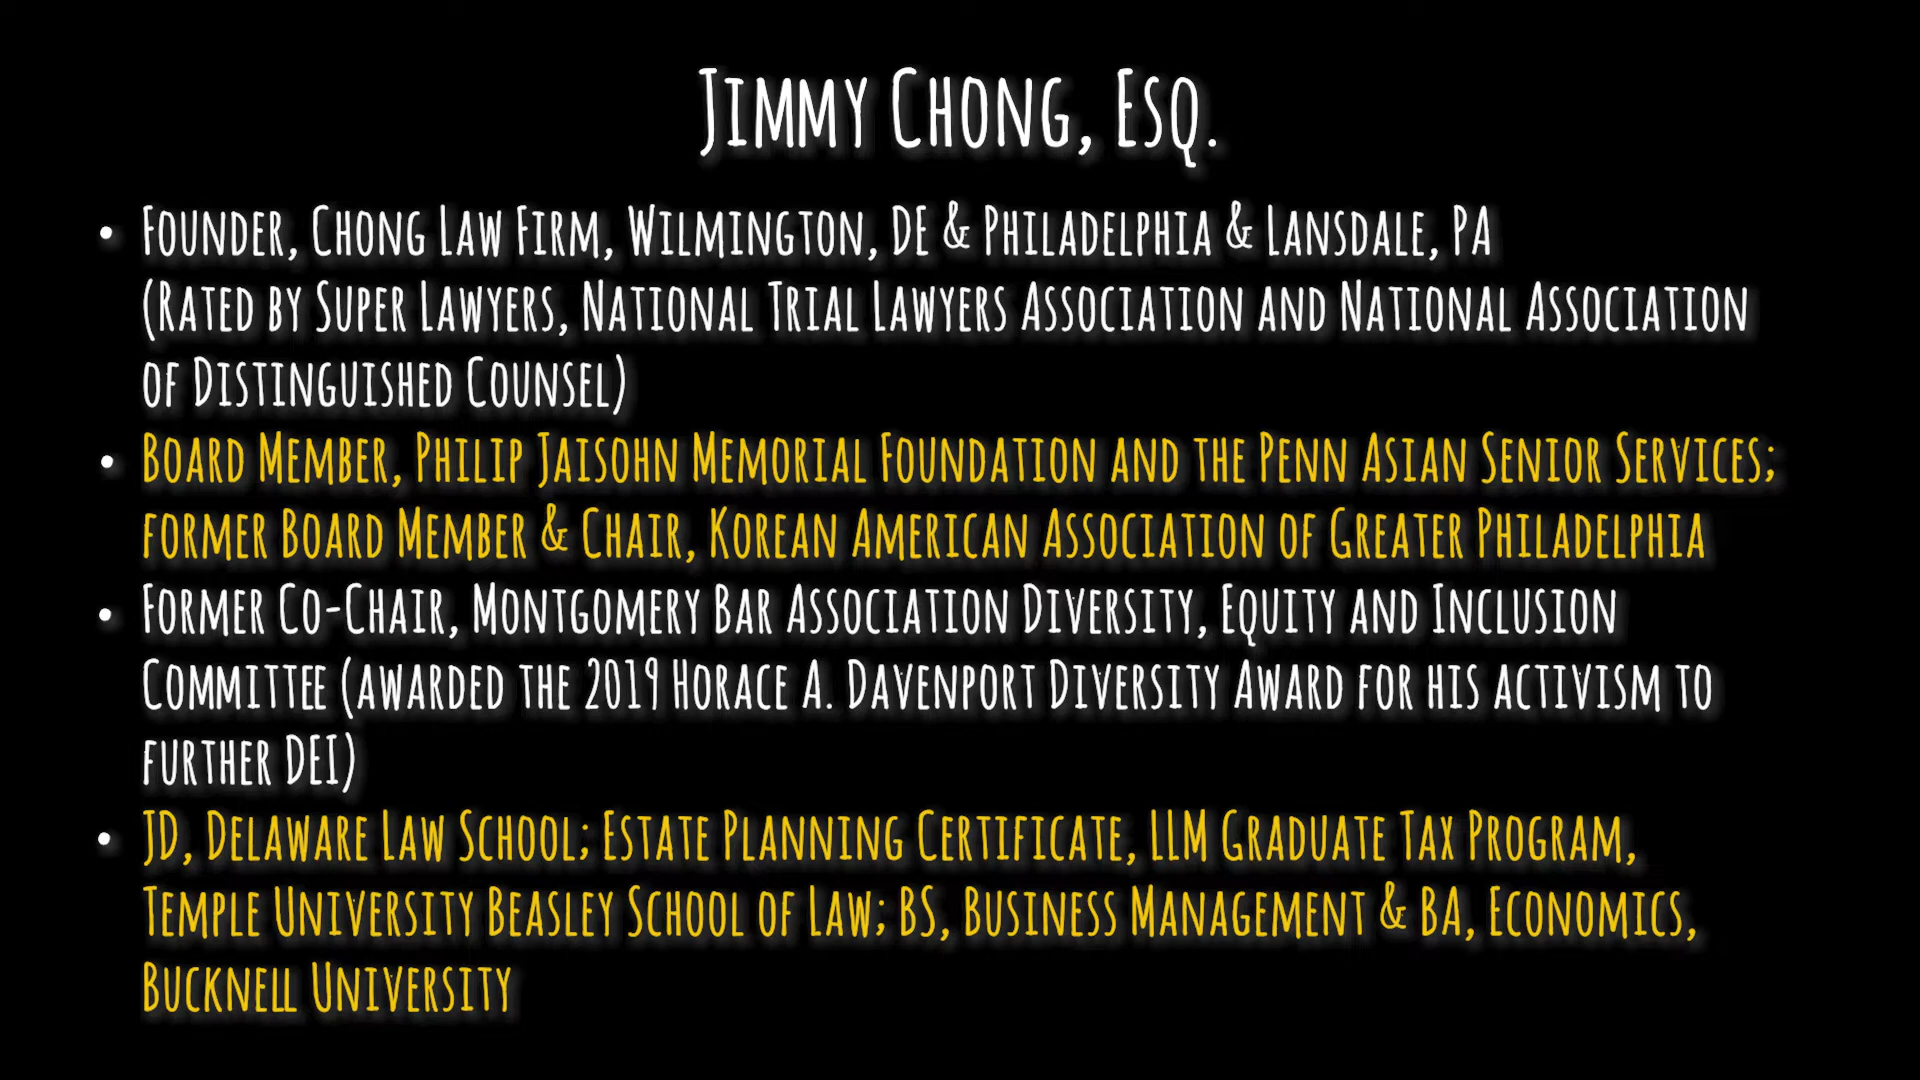 Jimmy Chong, Esq.
• Founder, Chong Law Firm, Wilmington, DE & Philadelphia & Lansdale, PA
(Rated by Super Lawyers, National Trial Lawyers Association and National Association
of Distinguished Counsel)
• Board Member, Philip Jaisohn Memorial Foundation and the Penn Asian Senior Services;
former Board Member & Chair, Korean American Association of Greater Philadelphia
• Former Co-Chair, Montgomery Bar Association Diversity, Equity and Inclusion
Committee (awarded the 2019 Horace A. Davenport Diversity Award for his activism to
further DEI)
• JD, Delaware Law School; Estate Planning Certificate, LLM Graduate Tax Program,
Temple University Beasley School of Law; BS, Business Management & BA, Economics,
Bucknell University